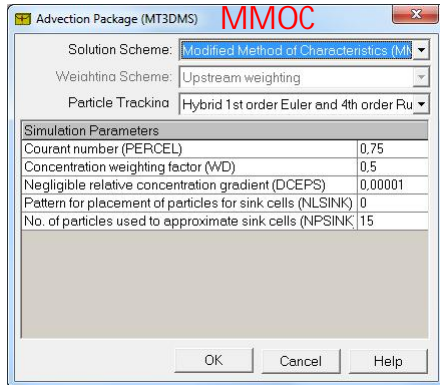 Advection Package (MT3DMS) MMOC
Solution Scheme: Modified Method of Characteristics (MM
Weighting Scheme: Upstream weighting
Particle Tracking Hybrid 1st order Euler and 4th order Ru
Simulation Parameters
Courant number (PERCEL) 0,75
Concentration weighting factor (WD) 0,5
Negligible relative concentration gradient (DCEPS) 0,00001
Pattern for placement of particles for sink cells (NLSINK) 0
No. of particles used to approximate sink cells (NPSINK 15
OK Cancel Help